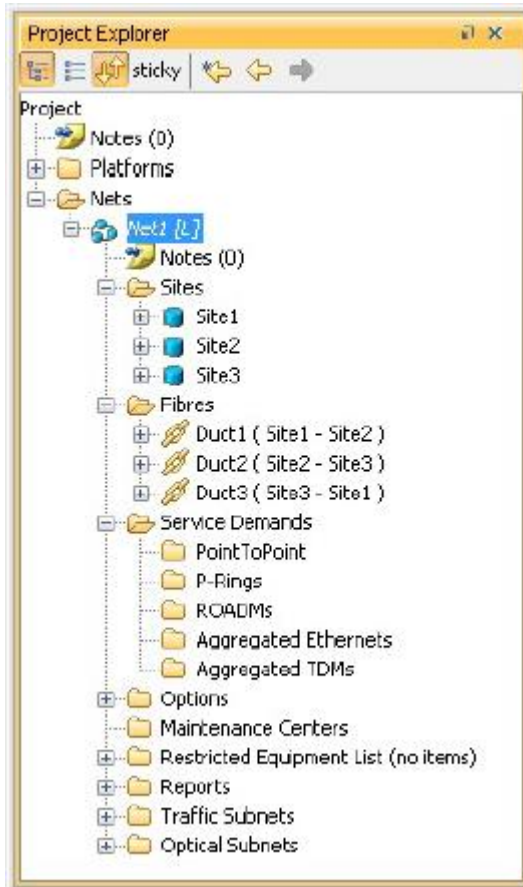 Project Explorer
sticky
Project
Notes (0)
Platforms
Nets
Net1 [L]
Notes (0)
Sites
Site1
Site2
Site3
Fibres
Duct1 ( Site1 - Site2 )
Duct2 ( Site2 - Site3 )
Duct3 ( Site3 - Site1 )
Service Demands
PointToPoint
P-Rings
ROADMs
Aggregated Ethernets
Aggregated TDMs
Options
Maintenance Centers
Restricted Equipment List (no items)
Reports
Traffic Subnets
Optical Subnets